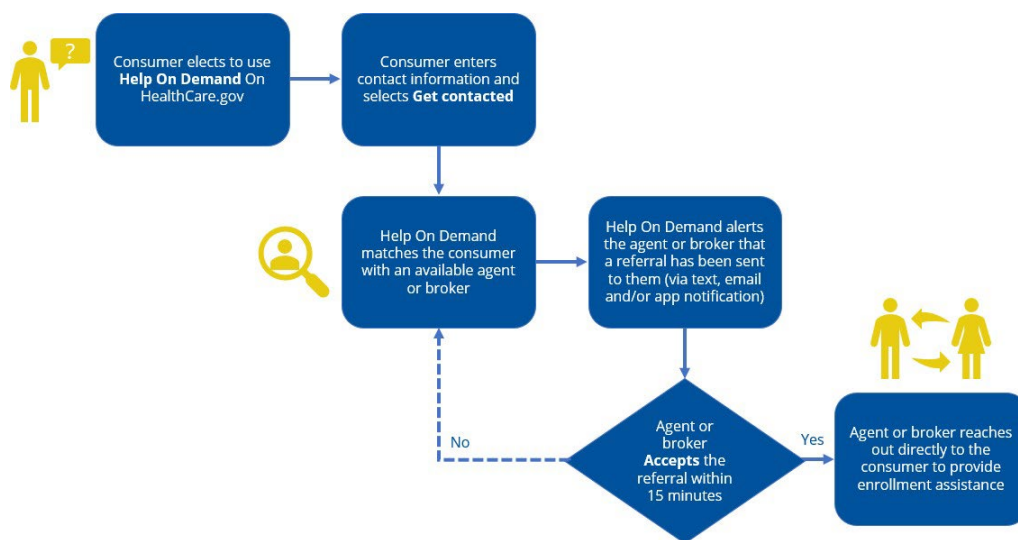 ?
Consumer elects to use
Help On Demand On
HealthCare.gov
Consumer enters
contact information and
selects Get contacted
Help On Demand
matches the consumer
with an available agent
or broker
Help On Demand alerts
the agent or broker that
a referral has been sent
to them (via text, email
and/or app notification)
Agent or
broker
Accepts the
referral within
15 minutes
No
Yes
Agent or broker reaches
out directly to the
consumer to provide
enrollment assistance